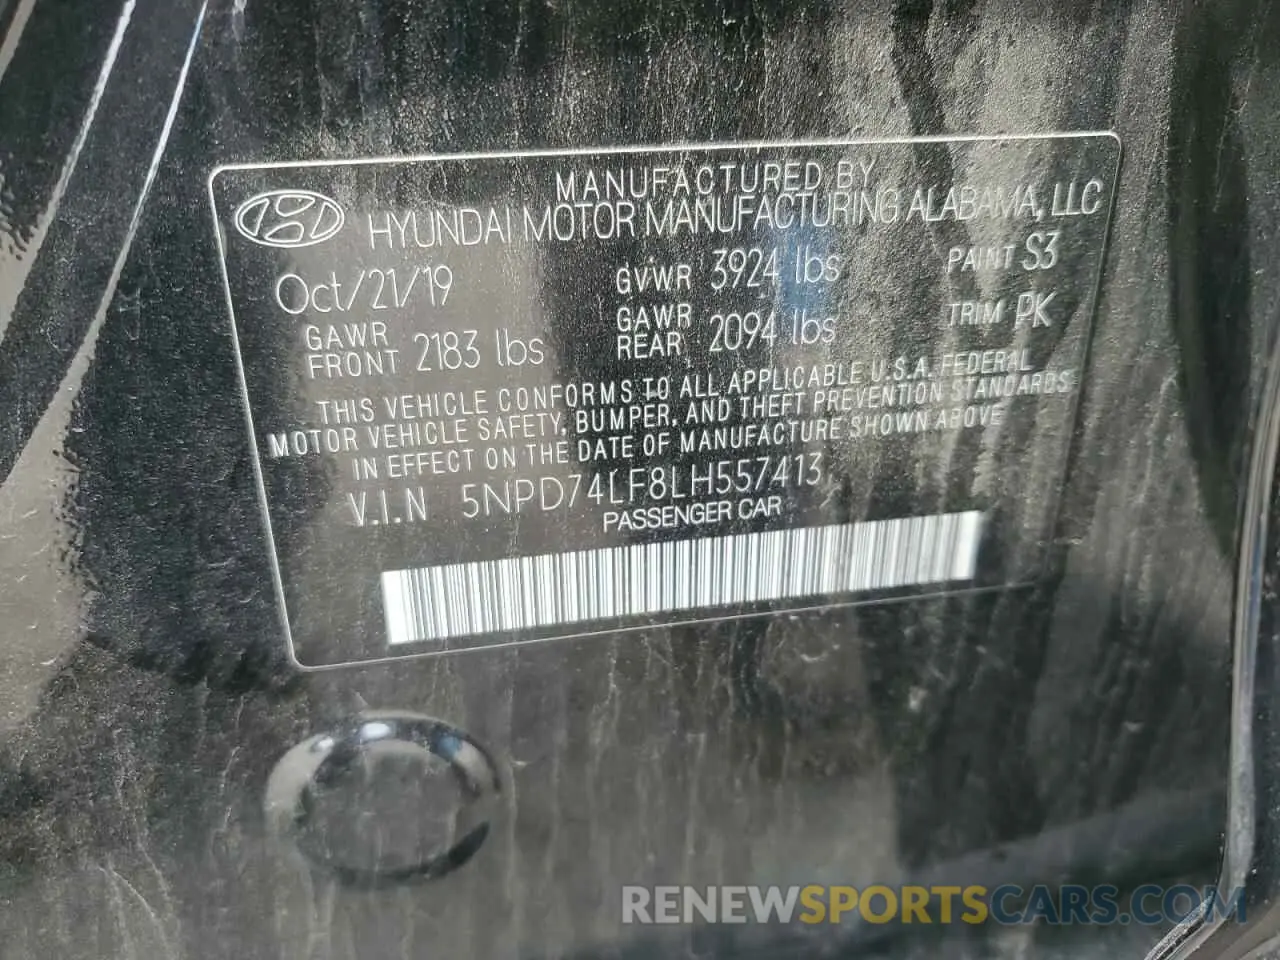 MANUFACTURED BY
HYUNDAI MOTOR MANUFACTURING ALABAMA, LLC
Oct/21/19 GVWR 3924 lbs PAINT S3
GAWR FRONT 2183 lbs GAWR REAR 2094 lbs TRIM PK
THIS VEHICLE CONFORMS TO ALL APPLICABLE U.S.A. FEDERAL
MOTOR VEHICLE SAFETY, BUMPER, AND THEFT PREVENTION STANDARDS
IN EFFECT ON THE DATE OF MANUFACTURE SHOWN ABOVE
V.I.N 5NPD74LF8LH557413
PASSENGER CAR
RENEWSPORTSCARS.COM